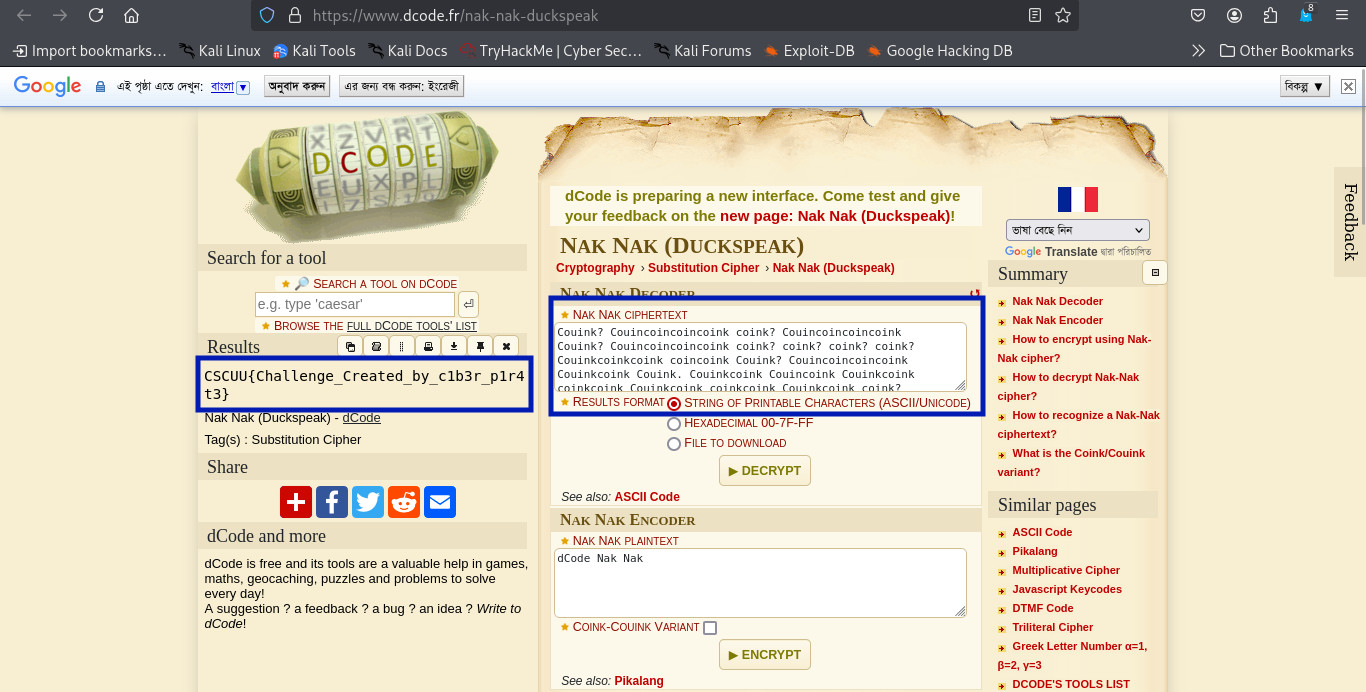 https://www.dcode.fr/nak-nak-duckspeak
8
Import bookmarks... Kali Linux Kali Tools Kali Docs TryHackMe | Cyber Sec... Kali Forums Exploit-DB Google Hacking DB Other Bookmarks
Google এই পৃষ্ঠা এতে দেখুন: বাংলা ▼ অনুবাদ করুন এর জন্য বন্ধ করুন: ইংরেজী বিকল্প ▼
XZVRT
DCODE
EUXPL
Search for a tool
★ 🔎 Search a tool on dCode
e.g. type 'caesar'
★ Browse the full dCode tools' list
Results
CSCUU{Challenge_Created_by_c1b3r_p1r4
t3}
Nak Nak (Duckspeak) - dCode
Tag(s) : Substitution Cipher
Share
dCode and more
dCode is free and its tools are a valuable help in games,
maths, geocaching, puzzles and problems to solve
every day!
A suggestion ? a feedback ? a bug ? an idea ? Write to
dCode!
dCode is preparing a new interface. Come test and give
your feedback on the new page: Nak Nak (Duckspeak)!
Nak Nak (Duckspeak)
Cryptography › Substitution Cipher › Nak Nak (Duckspeak)
Nak Nak Decoder
★ Nak Nak ciphertext
Couink? Couincoincoincoink coink? Couincoincoincoink
Couink? Couincoincoincoink coink? coink? coink? coink?
Couinkcoinkcoink coincoink Couink? Couincoincoincoink
Couinkcoink Couink. Couinkcoink Couincoink Couinkcoink
coinkcoink Couinkcoink coinkcoink Couinkcoink coink?
★ Results format String of Printable Characters (ASCII/Unicode)
Hexadecimal 00-7F-FF
File to download
▶ DECRYPT
See also: ASCII Code
Nak Nak Encoder
★ Nak Nak plaintext
dCode Nak Nak
★ Coink-Couink Variant
▶ ENCRYPT
See also: Pikalang
ভাষা বেছে নিন
Google Translate দ্বারা পরিচালিত
Summary
Nak Nak Decoder
Nak Nak Encoder
How to encrypt using Nak-
Nak cipher?
How to decrypt Nak-Nak
cipher?
How to recognize a Nak-Nak
ciphertext?
What is the Coink/Couink
variant?
Similar pages
ASCII Code
Pikalang
Multiplicative Cipher
Javascript Keycodes
DTMF Code
Triliteral Cipher
Greek Letter Number α=1,
β=2, γ=3
DCODE'S TOOLS LIST
Feedback